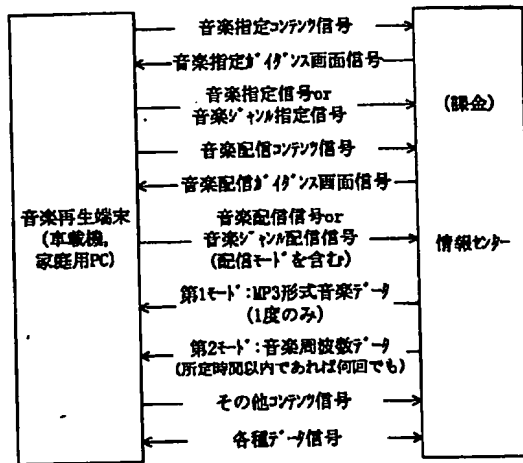 音楽指定コンテンツ信号
音楽指定ガイダンス画面信号
音楽指定信号or
音楽ジャンル指定信号
(課金)
音楽配信コンテンツ信号
音楽配信ガイダンス画面信号
音楽再生端末
(車載機,
家庭用PC)
音楽配信信号or
音楽ジャンル配信信号
(配信モードを含む)
情報センター
第1モード:MP3形式音楽データ
(1度のみ)
第2モード:音楽周波数データ
(所定時間以内であれば何回でも)
その他コンテンツ信号
各種データ信号